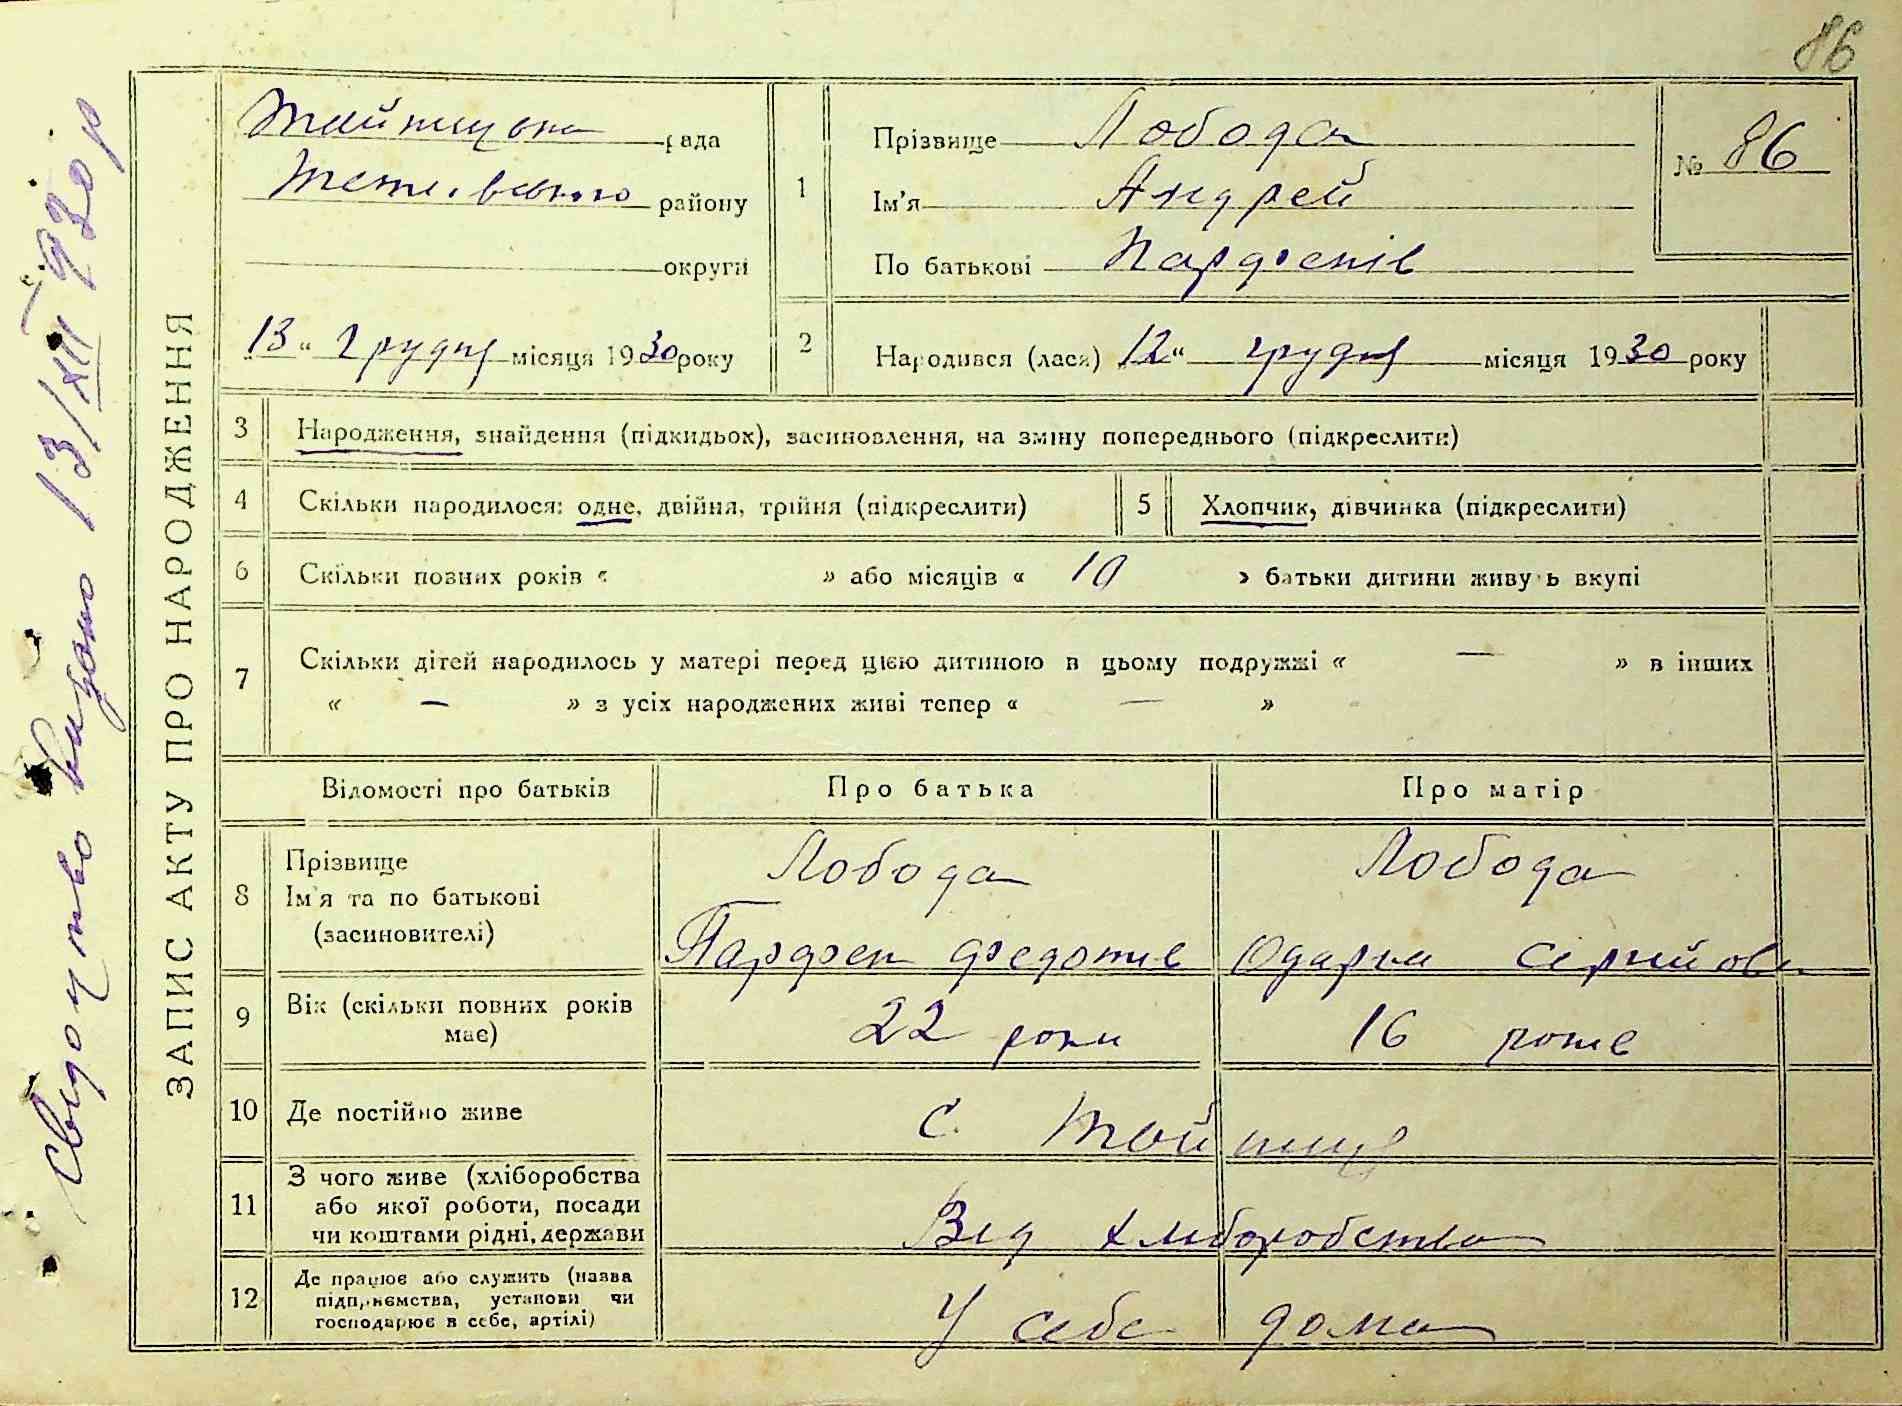 86
Свідоцтво видано 13/XII 930 р
ЗАПИС АКТУ ПРО НАРОДЖЕННЯ
рада
району
округи
13 " грудня місяця 1930 року
1
Прізвище Лобода
Ім'я Андрей
По батькові Парфенів
№ 86
2
Народився (лася) 12 " грудня місяця 1930 року
3 Народження, знайдення (підкидьок), засиновлення, на зміну попереднього (підкреслити)
4 Скільки народилося: одне, двійня, трійня (підкреслити)
5 Хлопчик, дівчинка (підкреслити)
6 Скільки повних років « » або місяців « 10 » батьки дитини живуть вкупі
7 Скільки дітей народилось у матері перед цією дитиною в цьому подружжі « — » в інших
« — » з усіх народжених живі тепер « — »
Відомості про батьків Про батька Про матір
8 Прізвище
Ім'я та по батькові
(засиновителі)
Лобода
Парфен Федотів
Лобода
Одарка
9 Вік (скільки повних років
має)
22 роки
16 років
10 Де постійно живе
с.
11 З чого живе (хліборобства
або якої роботи, посади
чи коштами рідні, держави
Від хліборобства
12 Де працює або служить (назва
підприємства, установи чи
господарює в себе, артілі)
У себе дома